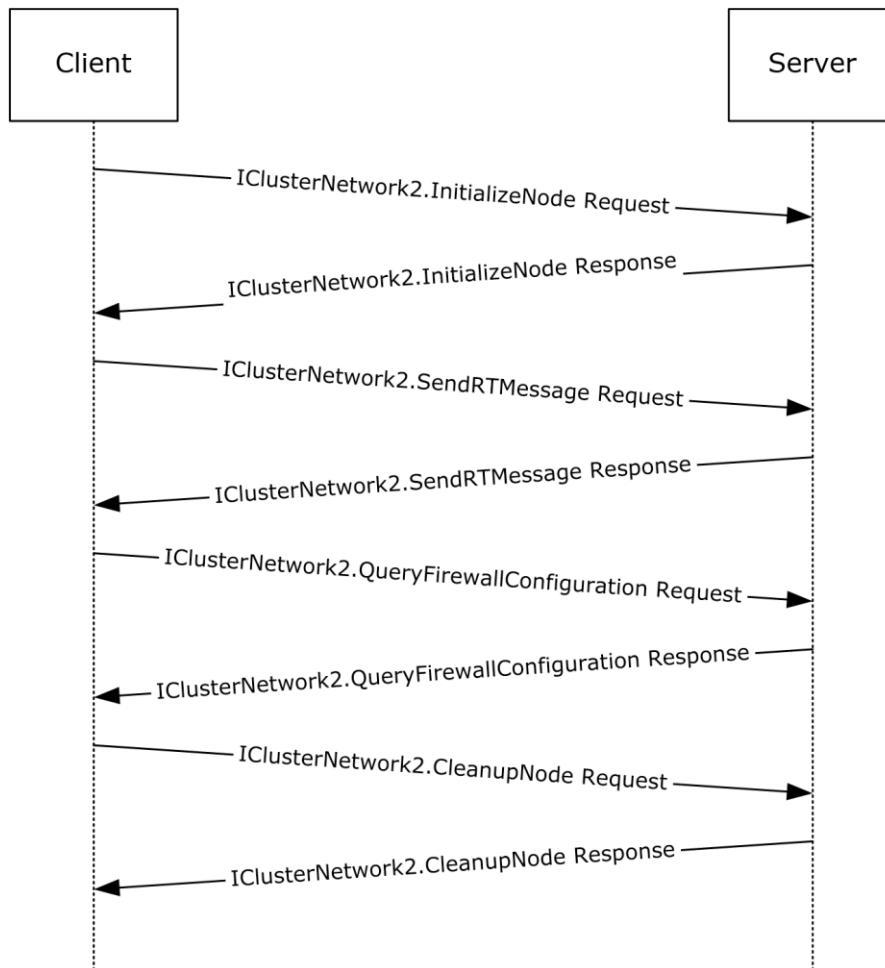 Client
Server
IClusterNetwork2.InitializeNode Request
IClusterNetwork2.InitializeNode Response
IClusterNetwork2.SendRTMessage Request
IClusterNetwork2.SendRTMessage Response
IClusterNetwork2.QueryFirewallConfiguration Request
IClusterNetwork2.QueryFirewallConfiguration Response
IClusterNetwork2.CleanupNode Request
IClusterNetwork2.CleanupNode Response